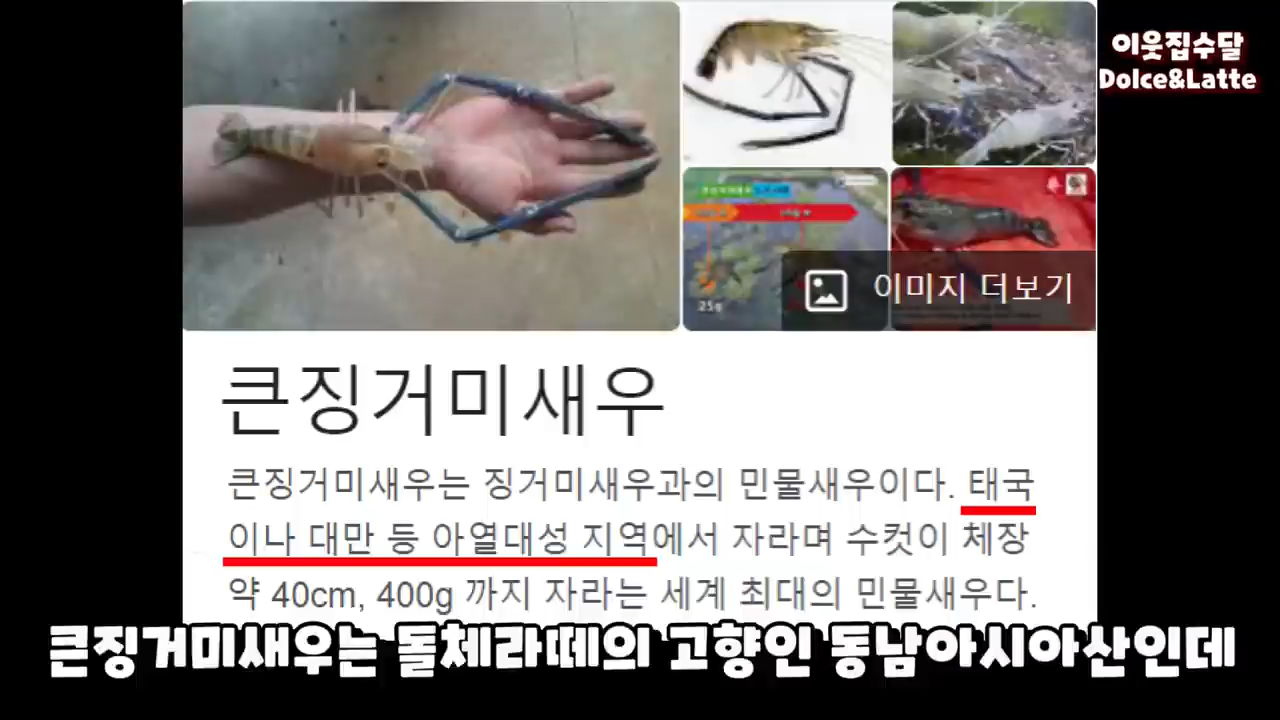 이웃집수달
Dolce&Latte
25g
이미지 더보기
큰징거미새우
큰징거미새우는 징거미새우과의 민물새우이다. 태국
이나 대만 등 아열대성 지역에서 자라며 수컷이 체장
약 40cm, 400g 까지 자라는 세계 최대의 민물새우다.
큰징거미새우는 돌체라떼의 고향인 동남아시아산인데